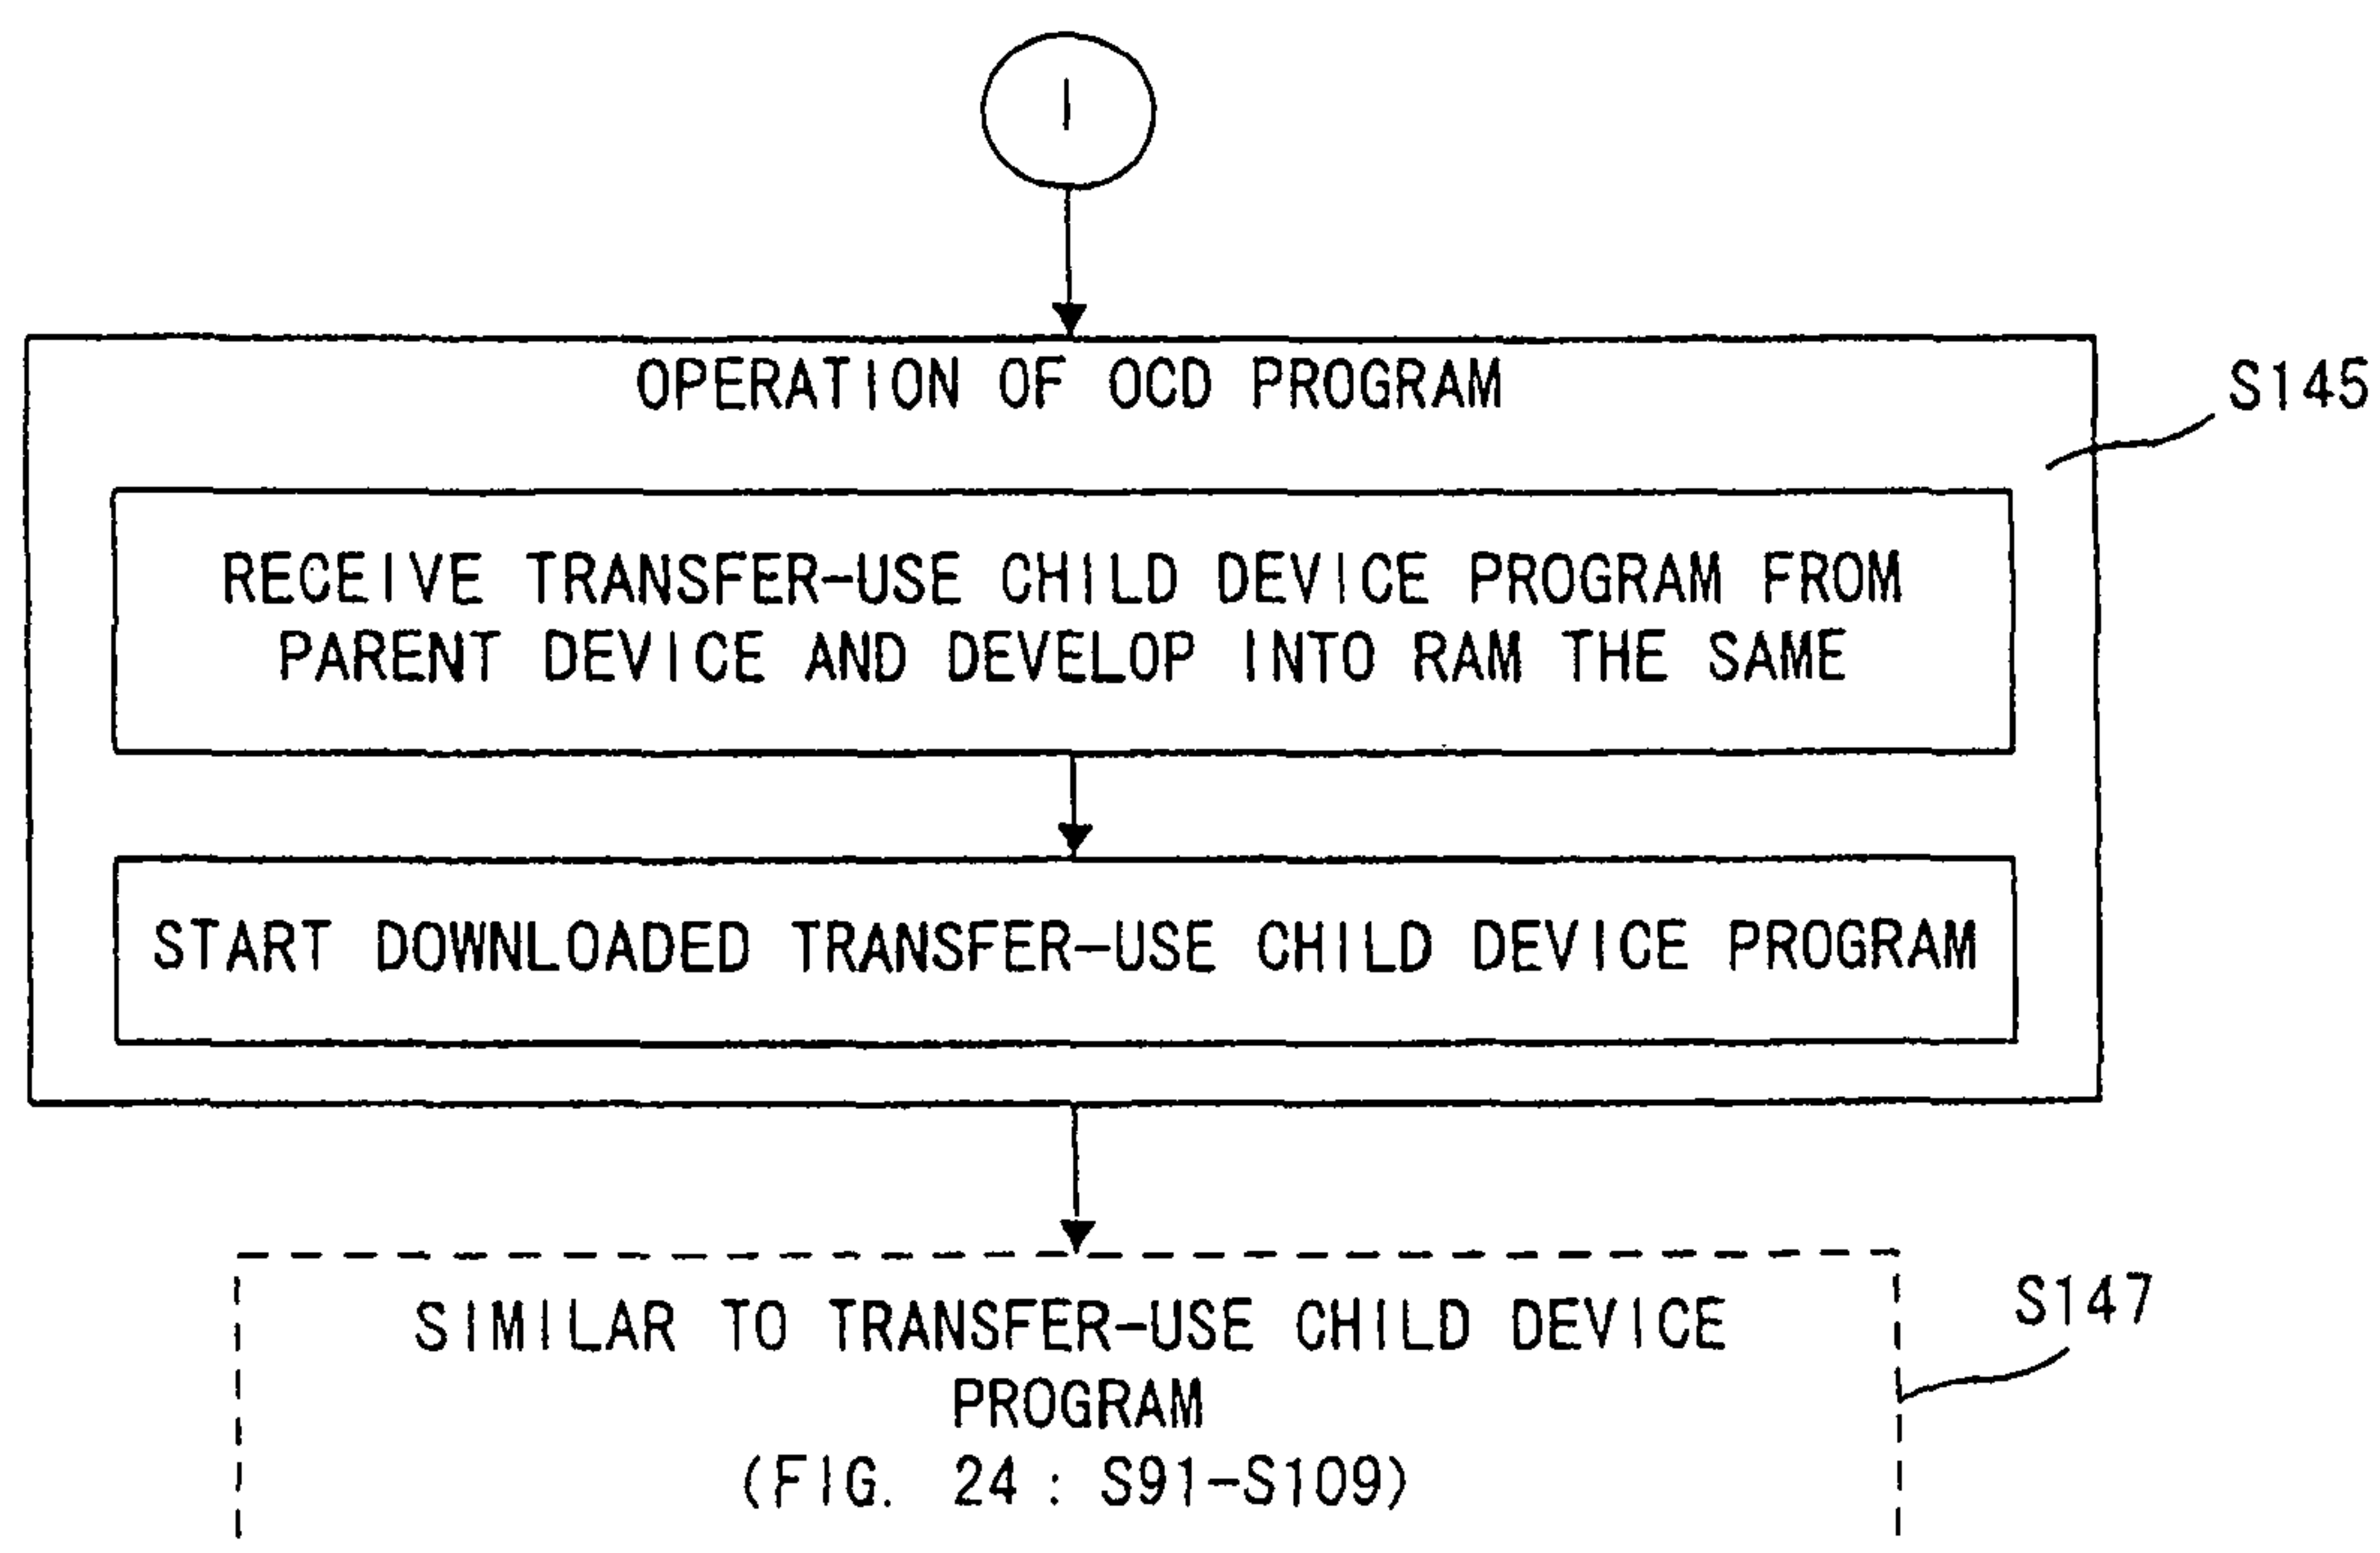 I
OPERATION OF OCD PROGRAM
S145
RECEIVE TRANSFER-USE CHILD DEVICE PROGRAM FROM
PARENT DEVICE AND DEVELOP INTO RAM THE SAME
START DOWNLOADED TRANSFER-USE CHILD DEVICE PROGRAM
SIMILAR TO TRANSFER-USE CHILD DEVICE
S147
PROGRAM
(FIG. 24 : S91-S109)